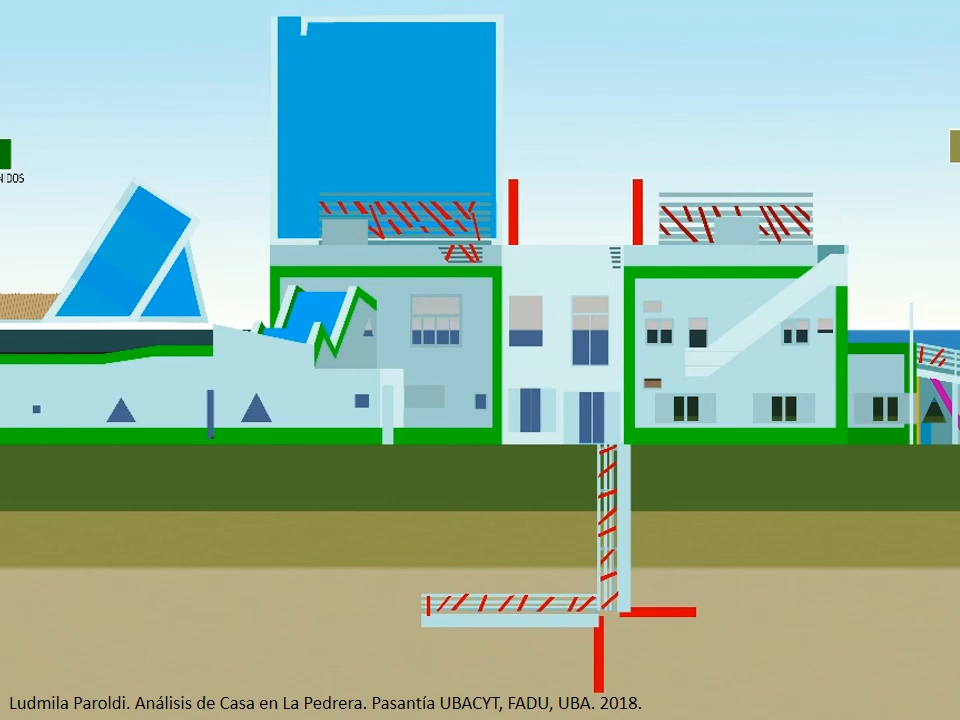 Ludmila Paroldi. Análisis de Casa en La Pedrera. Pasantía UBACYT, FADU, UBA. 2018.